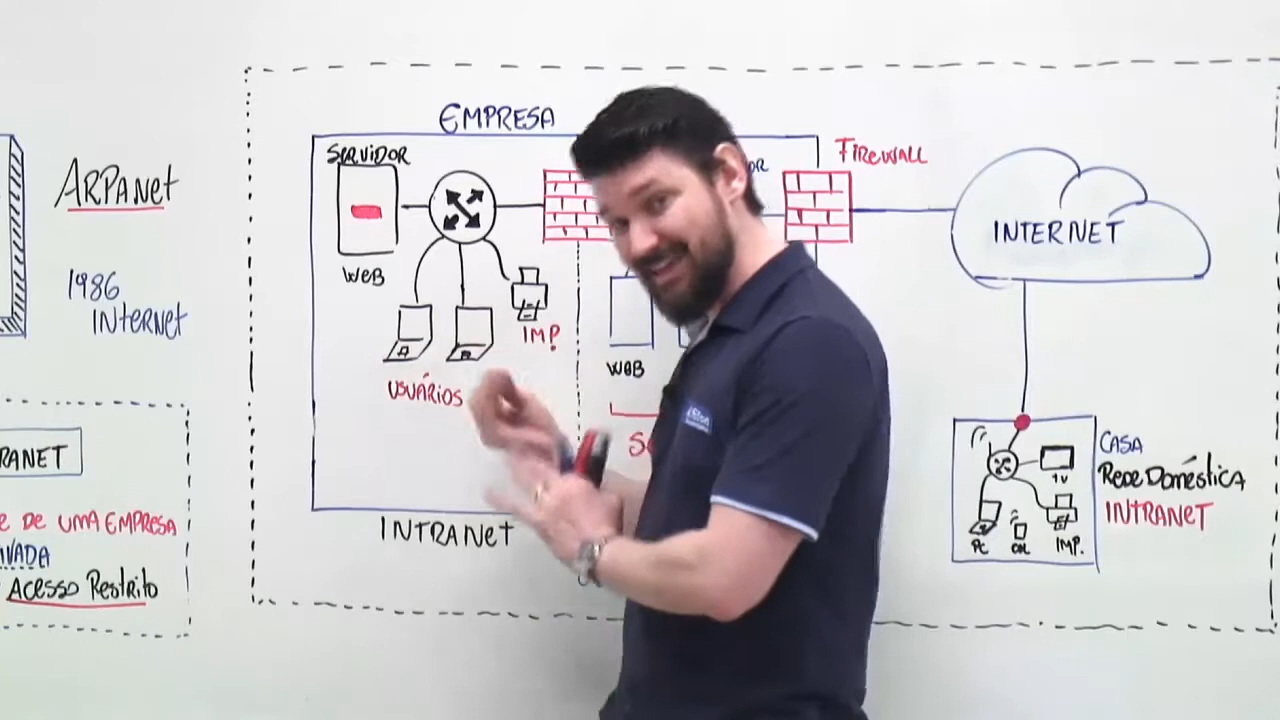 ARPANET
1986
INTERNET
RANET
E DE UMA EMPRESA
IVADA
ACESSO RESTRITO
EMPRESA
SERVIDOR
WEB
USUÁRIOS
IMP.
INTRANET
WEB
OR
FIREWALL
INTERNET
CASA
REDE DOMÉSTICA
INTRANET
TV
PC
CEL
IMP.